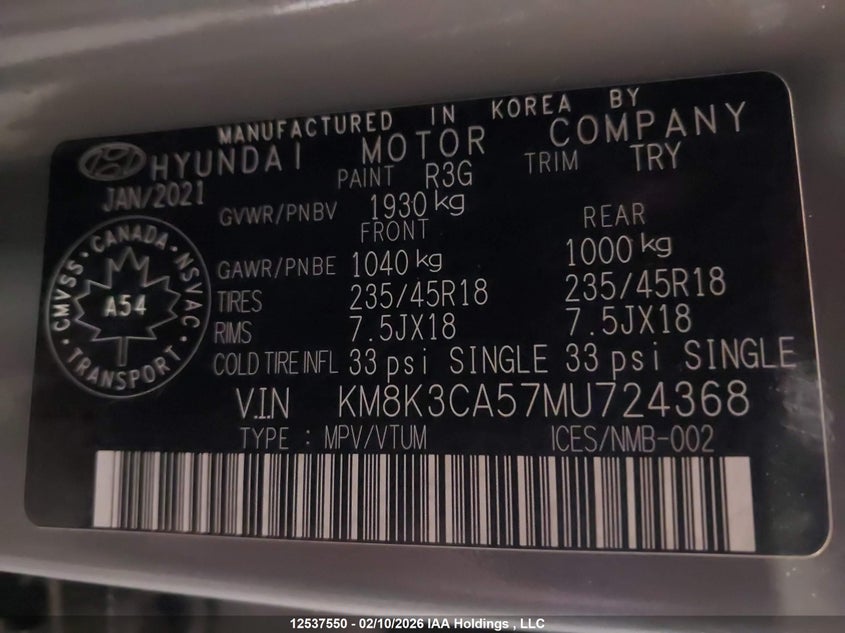 MANUFACTURED IN KOREA BY
HYUNDAI MOTOR COMPANY
JAN/2021 PAINT R3G TRIM TRY
GVWR/PNBV 1930 kg
FRONT REAR
GAWR/PNBE 1040 kg 1000 kg
TIRES 235/45R18 235/45R18
RIMS 7.5JX18 7.5JX18
COLD TIRE INFL 33 psi SINGLE 33 psi SINGLE
V.I.N KM8K3CA57MU724368
TYPE : MPV/VTUM ICES/NMB-002
CMVSS · CANADA · NSVAC · TRANSPORT ·
A54
12537550 - 02/10/2026 IAA Holdings , LLC